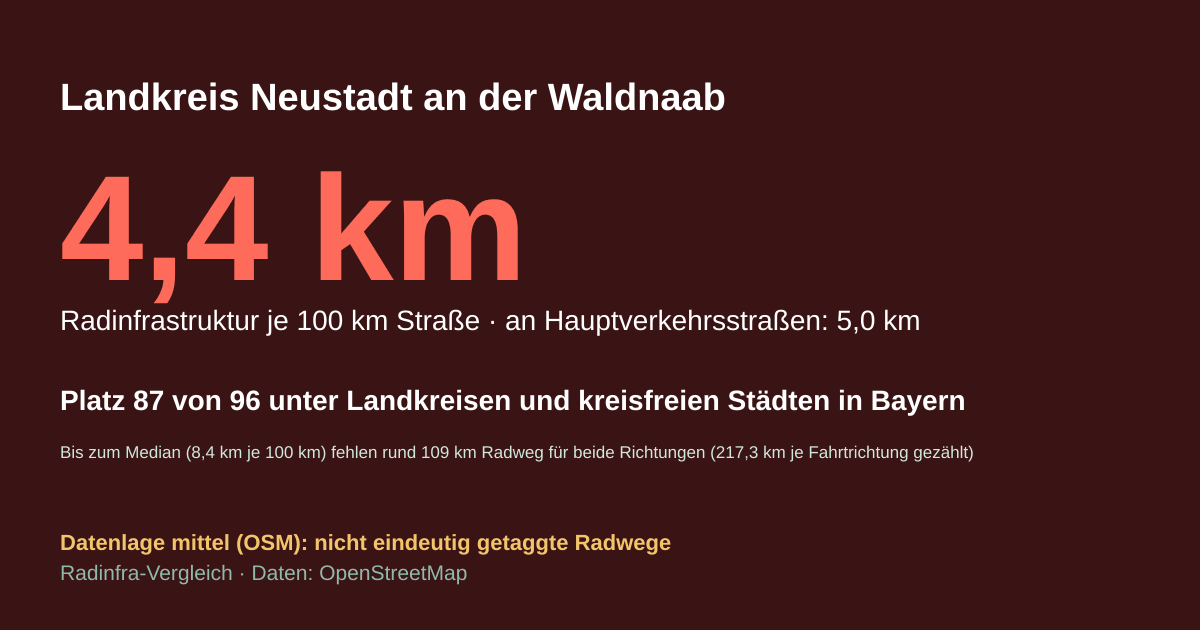 Landkreis Neustadt an der Waldnaab
4,4 km
Radinfrastruktur je 100 km Straße · an Hauptverkehrsstraßen: 5,0 km
Platz 87 von 96 unter Landkreisen und kreisfreien Städten in Bayern
Bis zum Median (8,4 km je 100 km) fehlen rund 109 km Radweg für beide Richtungen (217,3 km je Fahrtrichtung gezählt)
Datenlage mittel (OSM): nicht eindeutig getaggte Radwege
Radinfra-Vergleich · Daten: OpenStreetMap